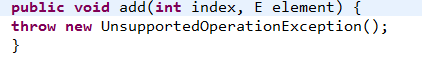 public void add(int index, E element) {
throw new UnsupportedOperationException();
}